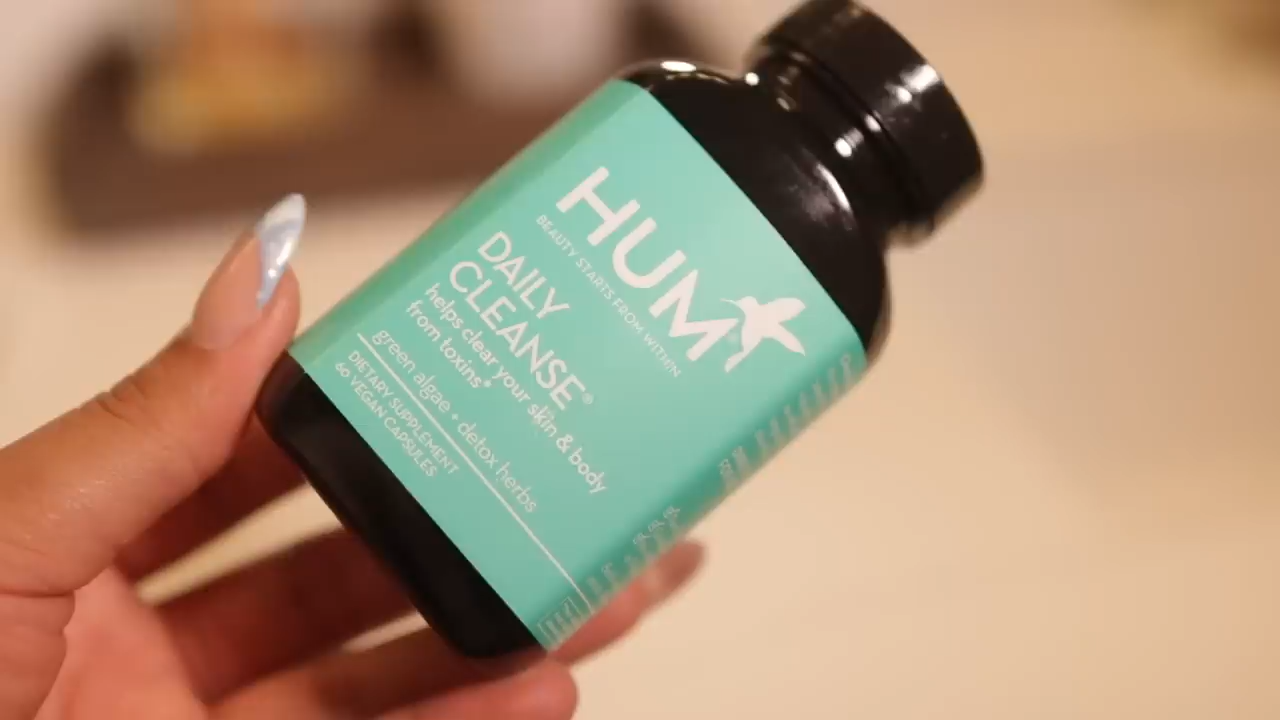 HUM
BEAUTY STARTS FROM WITHIN
DAILY
CLEANSE®
helps clear your skin & body
from toxins*
green algae + detox herbs
DIETARY SUPPLEMENT
60 VEGAN CAPSULES